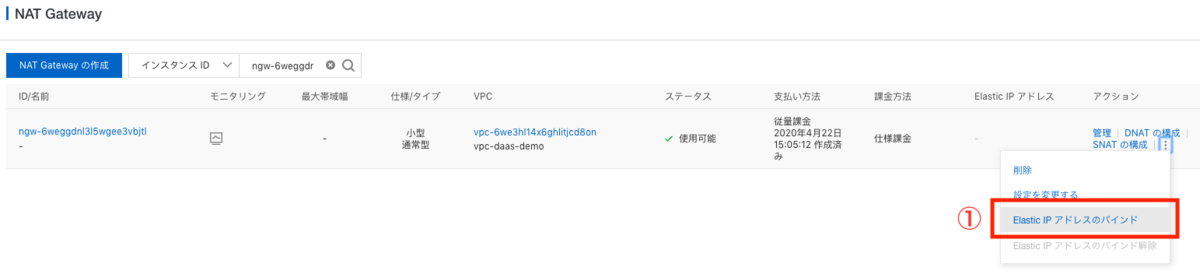 NAT Gateway
NAT Gateway の作成 インスタンス ID ngw-6weggdr
ID/名前 モニタリング 最大帯域幅 仕様/タイプ VPC ステータス 支払い方法 課金方法 Elastic IP アドレス アクション
ngw-6weggdnl3l5wgee3vbjtl
-
-
小型
通常型
vpc-6we3hl14x6ghlitjcd8on
vpc-daas-demo
使用可能
従量課金
2020年4月22日
15:05:12 作成済
み
仕様課金
-
管理 DNAT の構成
SNAT の構成
削除
設定を変更する
① Elastic IP アドレスのバインド
Elastic IP アドレスのバインド解除